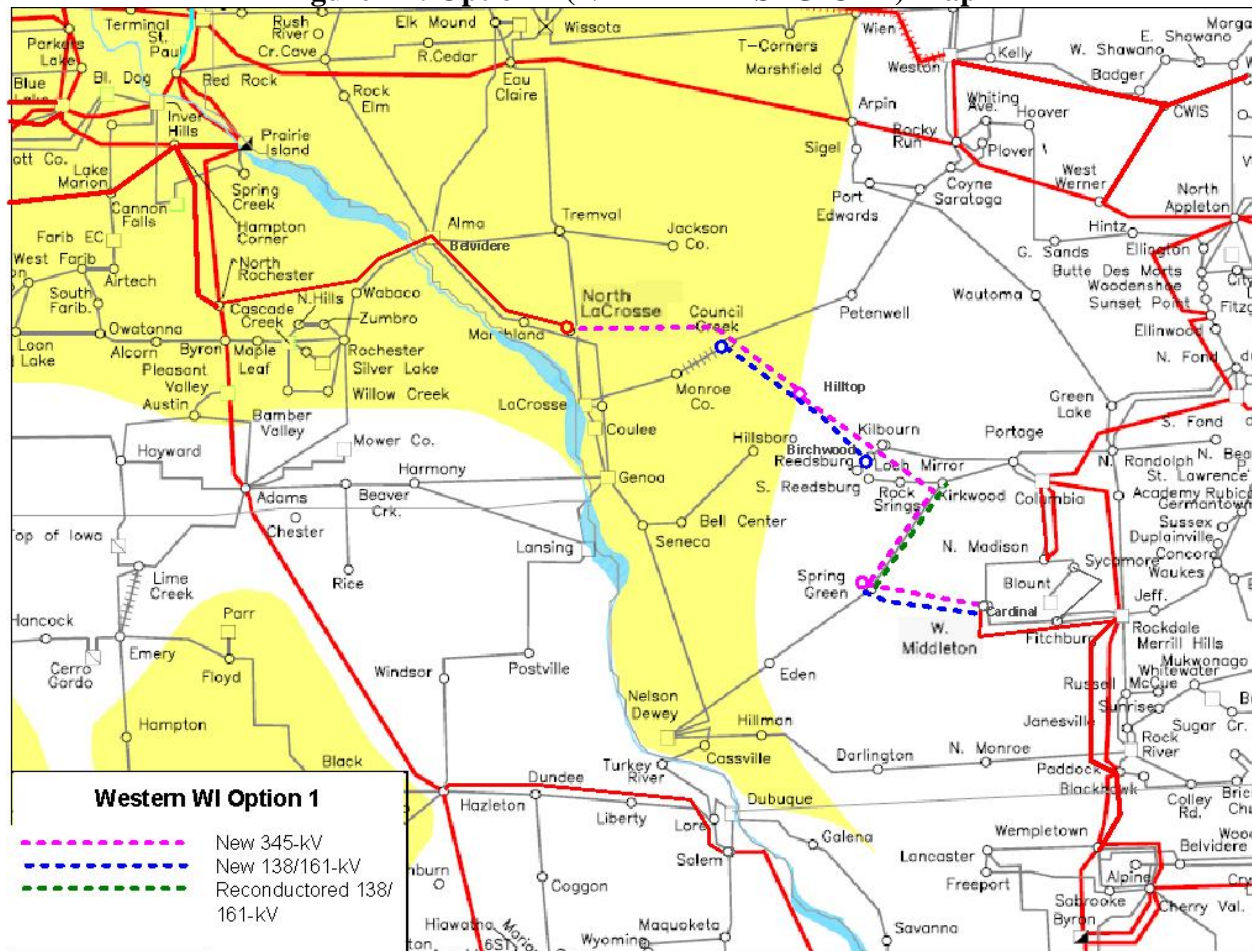 Terminal
St.
Paul
Parkers
Lake
Bl. Dog
Blue
Red Rock
Inver
Hills
Prairie
Island
Lake
Marion
Cannon
Falls
Spring
Creek
Hampton
Corner
Farib EC
West Farib
Airtech
South
Farib.
North
Rochester
Cascade
Creek
N.Hills
Wabaco
Zumbro
Owatanna
Alcorn
Byron
Maple
Leaf
Rochester
Silver Lake
Willow Creek
Pleasant
Valley
Austin
Bamber
Valley
Rush
River
Cr.Cave
Elk Mound
R.Cedar
Wissota
Eau
Claire
Rock
Elm
T-Corners
Marshfield
Wien
Weston
Kelly
W. Shawano
E. Shawano
Badger
CWIS
Arpin
Sigel
Rocky
Run
Whiting
Ave.
Hoover
Plover
Coyne
Saratoga
Port
Edwards
West
Werner
North
Appleton
Hintz
G. Sands
Ellington
Butte Des Morts
Woodenshoe
Sunset Point
Ellinwood
N. Fond
S. Fond
Alma
Belvidere
Tremval
Jackson
Co.
North
LaCrosse
Marshland
Council
Creek
Petenwell
Wautoma
Monroe
Co.
Hilltop
Green
Lake
LaCrosse
Coulee
Genoa
Hillsboro
Birchwood
Kilbourn
Reedsburg
Loch Mirror
S. Reedsburg
Rock
Srings
Kirkwood
Portage
Columbia
N. Randolph
St. Lawrence
Academy Rubico
Germantown
Sussex
Duplainville
Concord
Waukes
Hayward
Mower Co.
Harmony
Adams
Beaver
Crk.
Chester
Rice
Lansing
Seneca
Bell Center
Spring
Green
N. Madison
Sycamore
Blount
Cardinal
W.
Middleton
Fitchburg
Jeff.
Rockdale
Merrill Hills
Mukwonago
Whitewater
Russell
McCue
Sunrise
Sugar Cr.
Janesville
Rock
River
Top of Iowa
Lime
Creek
Hancock
Cerro
Gordo
Emery
Parr
Floyd
Hampton
Black
Windsor
Postville
Nelson
Dewey
Eden
Hillman
Cassville
Darlington
N. Monroe
Paddock
Blackhawk
Colley
Rd.
Turkey
River
Dundee
Hazleton
Liberty
Lore
Dubuque
Salem
Galena
Coggon
Maquoketa
Savanna
Hiawatha
Wyoming
Wempletown
Lancaster
Freeport
Belvidere
Alpine
Sabrooke
Byron
Cherry Val.
Western WI Option 1
New 345-kV
New 138/161-kV
Reconductored 138/
161-kV